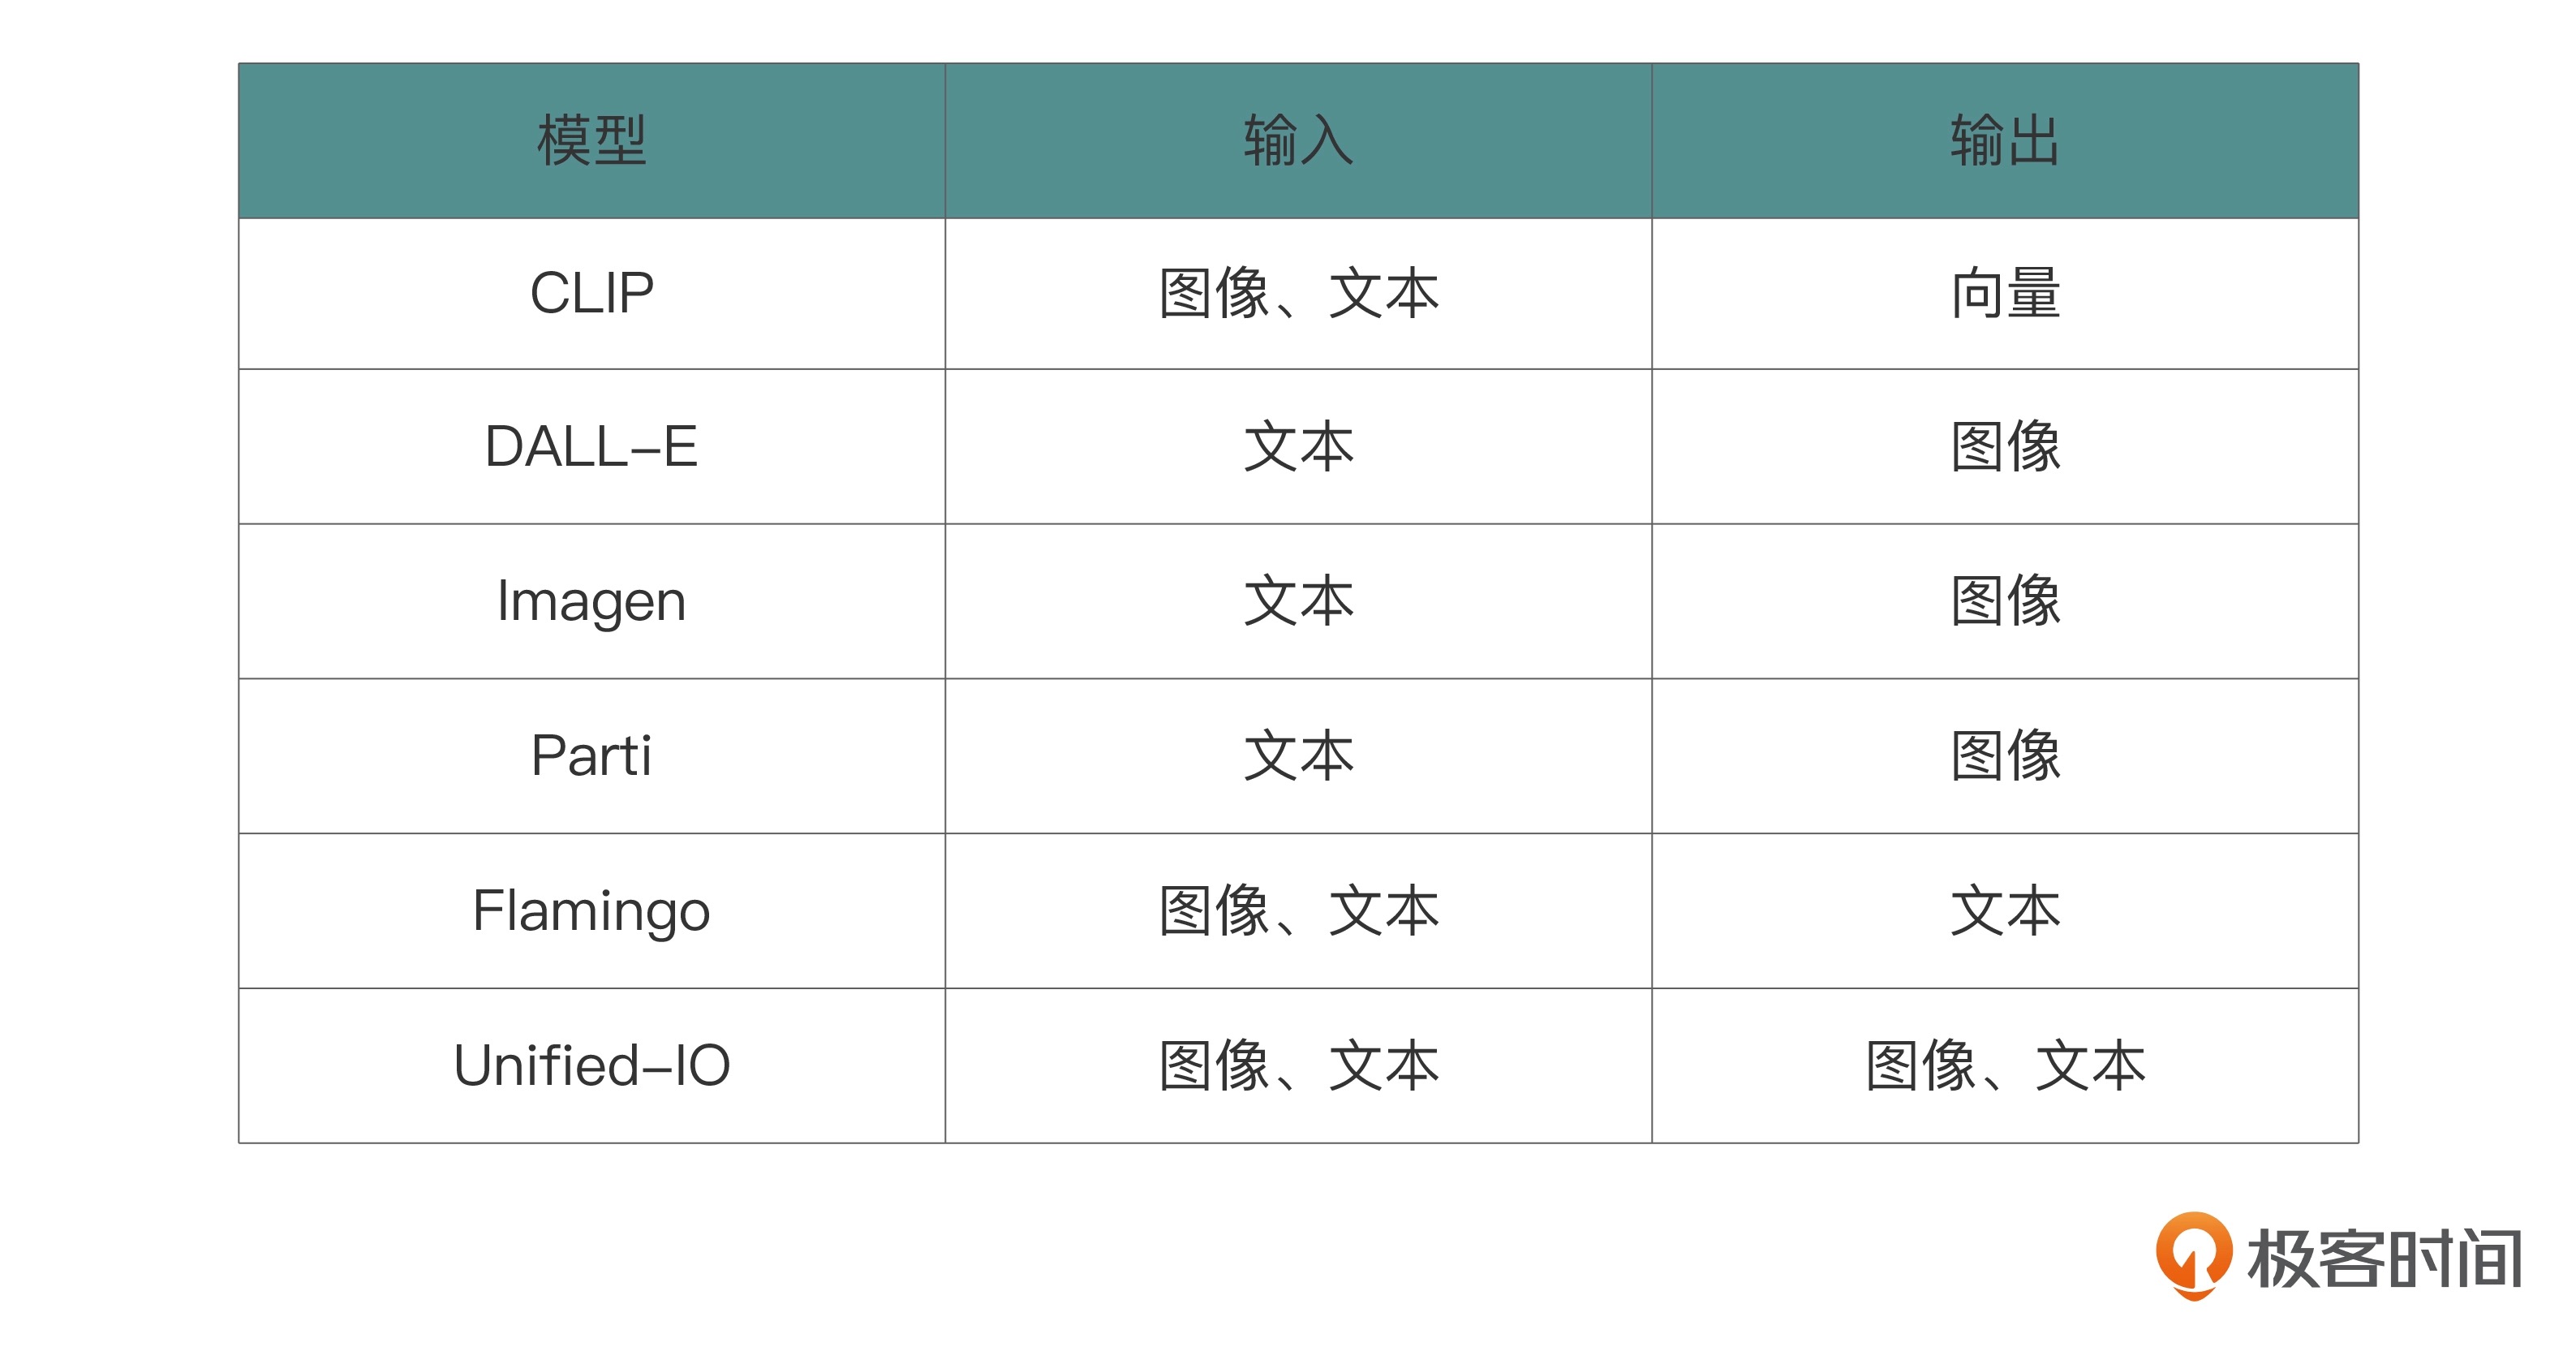 模型 输入 输出
CLIP 图像、文本 向量
DALL-E 文本 图像
Imagen 文本 图像
Parti 文本 图像
Flamingo 图像、文本 文本
Unified-IO 图像、文本 图像、文本
极客时间